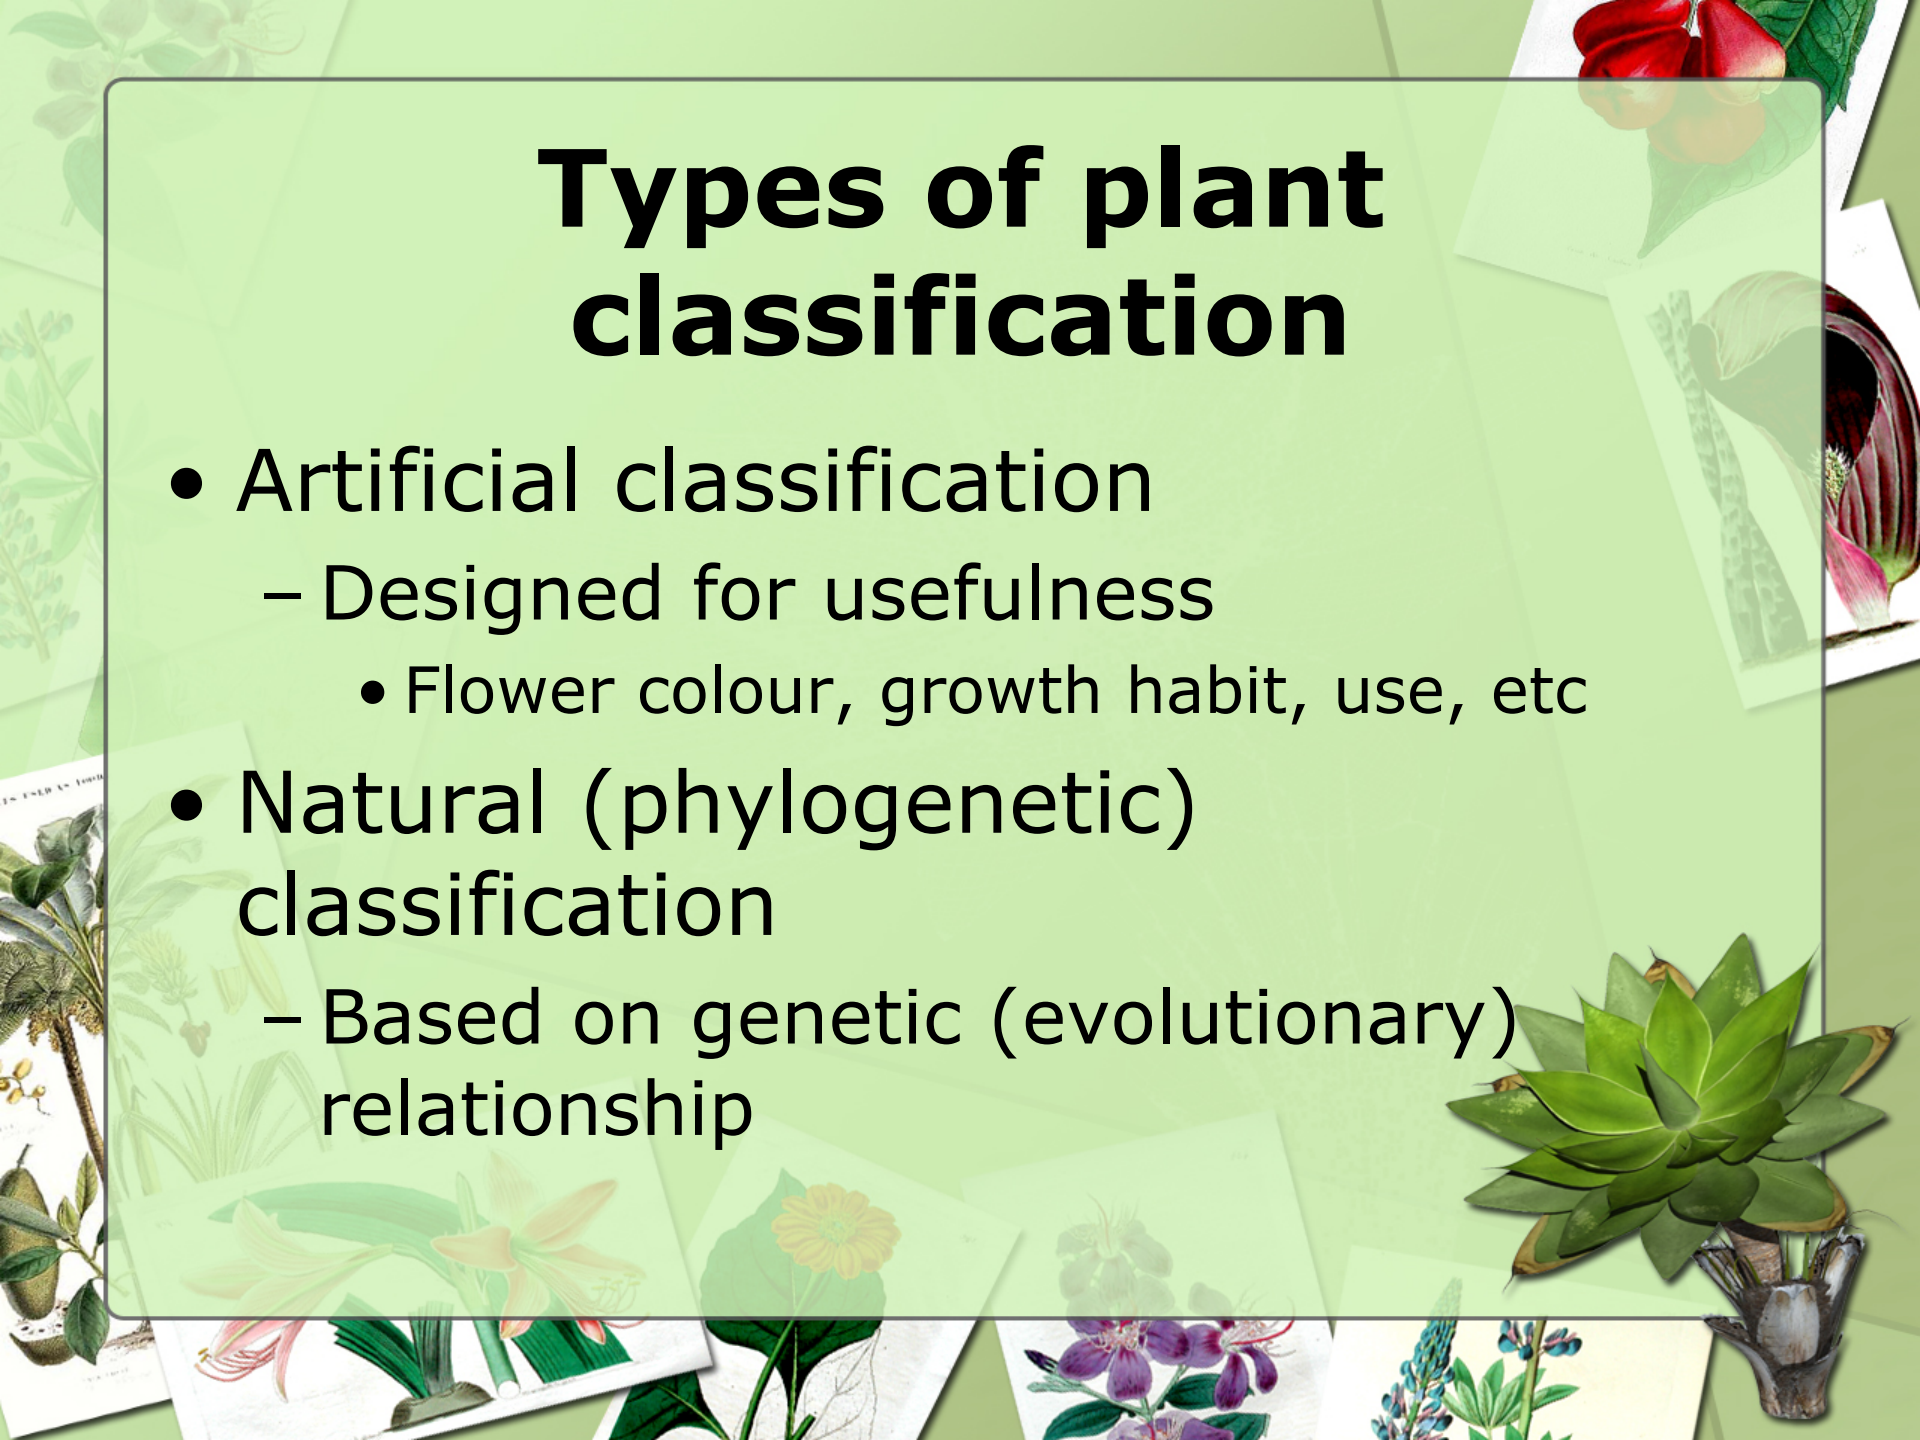 Types of plant
classification
• Artificial classification
– Designed for usefulness
• Flower colour, growth habit, use, etc
• Natural (phylogenetic)
classification
– Based on genetic (evolutionary)
relationship